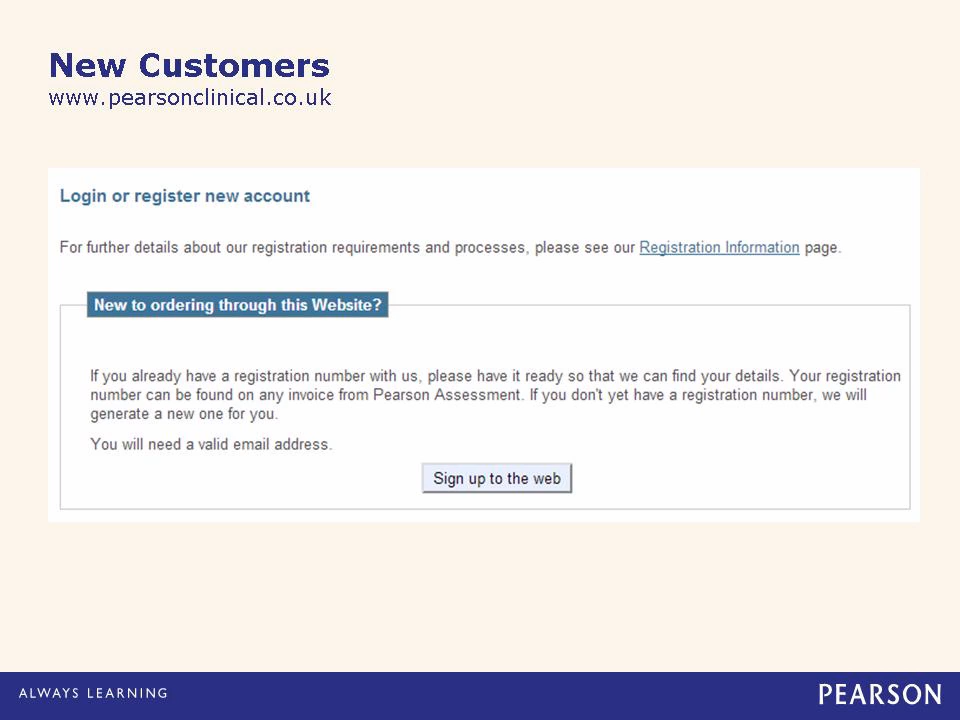 New Customers
www.pearsonclinical.co.uk
Login or register new account
For further details about our registration requirements and processes, please see our Registration Information page.
New to ordering through this Website?
If you already have a registration number with us, please have it ready so that we can find your details. Your registration
number can be found on any invoice from Pearson Assessment. If you don't yet have a registration number, we will
generate a new one for you.
You will need a valid email address.
Sign up to the web
ALWAYS LEARNING
PEARSON